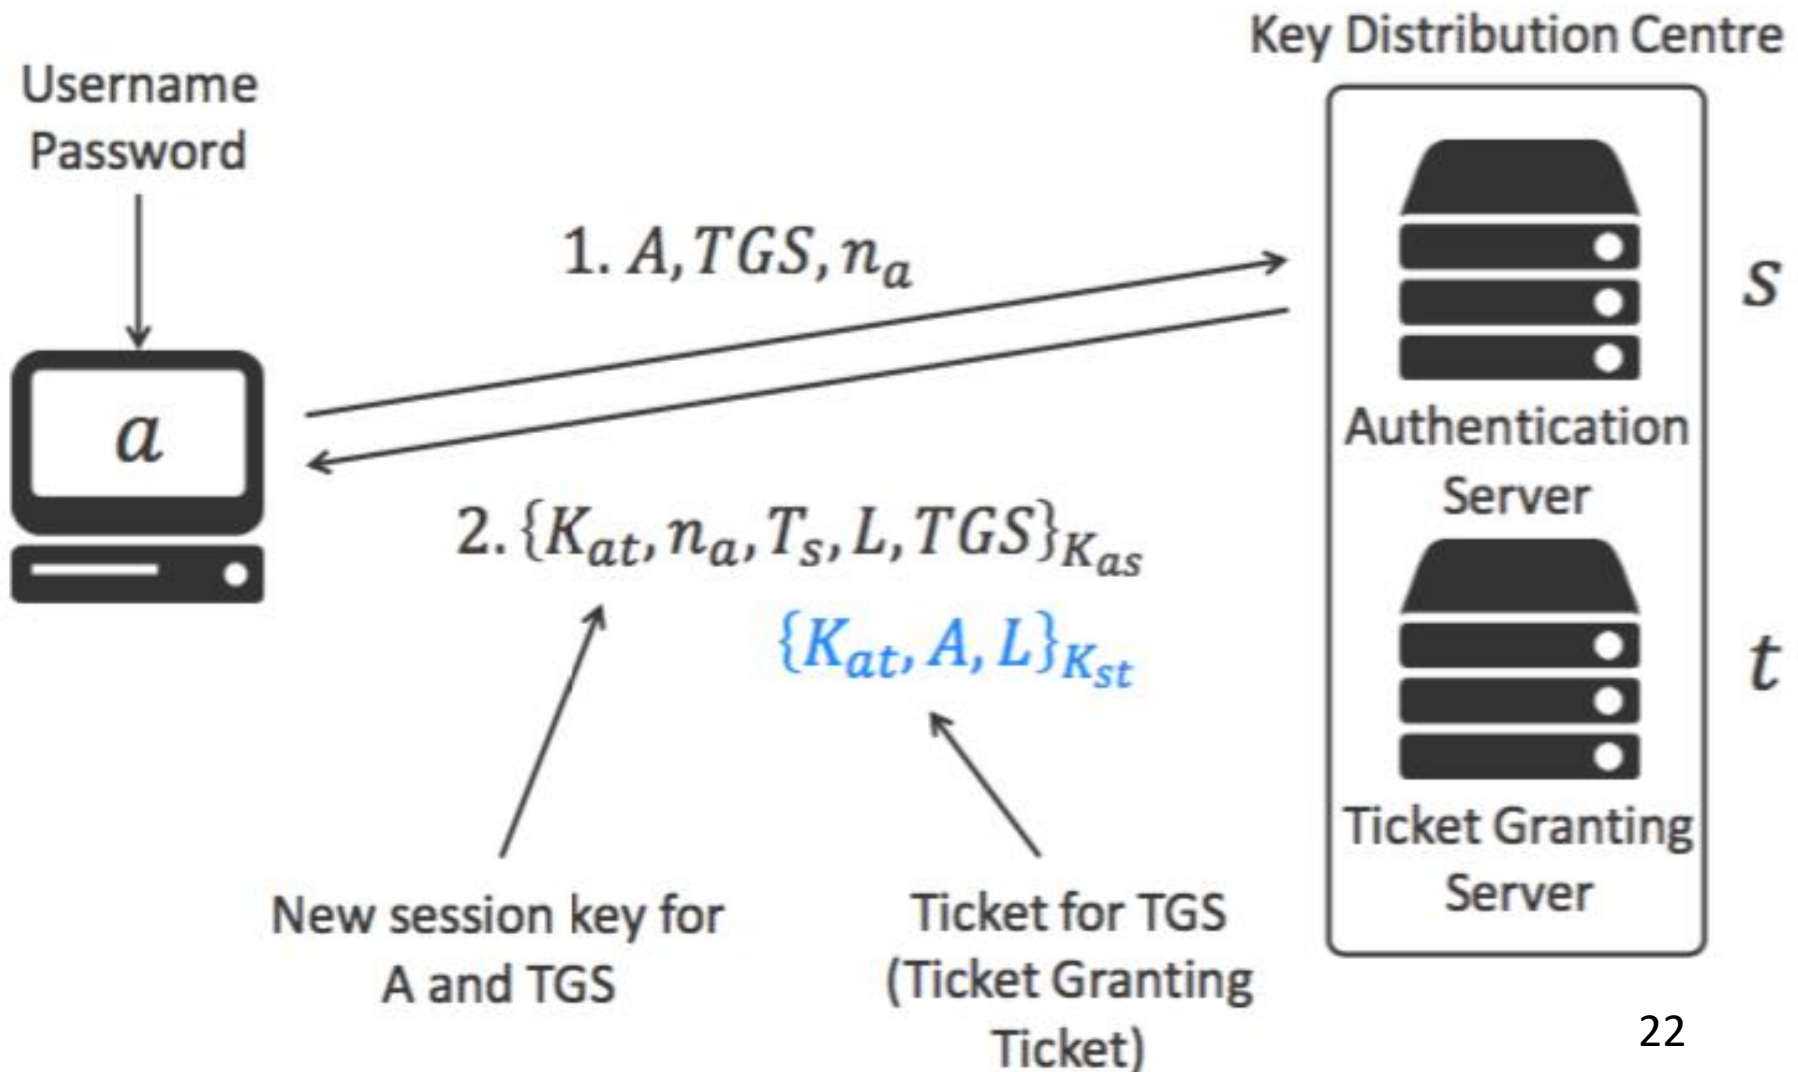 Key Distribution Centre
Username
Password
1. A, TGS, nₐ
s
a
Authentication
Server
2. {K_at, n_a, T_s, L, TGS}_K_as
{K_at, A, L}_K_st
t
Ticket Granting
Server
New session key for
A and TGS
Ticket for TGS
(Ticket Granting
Ticket)
22